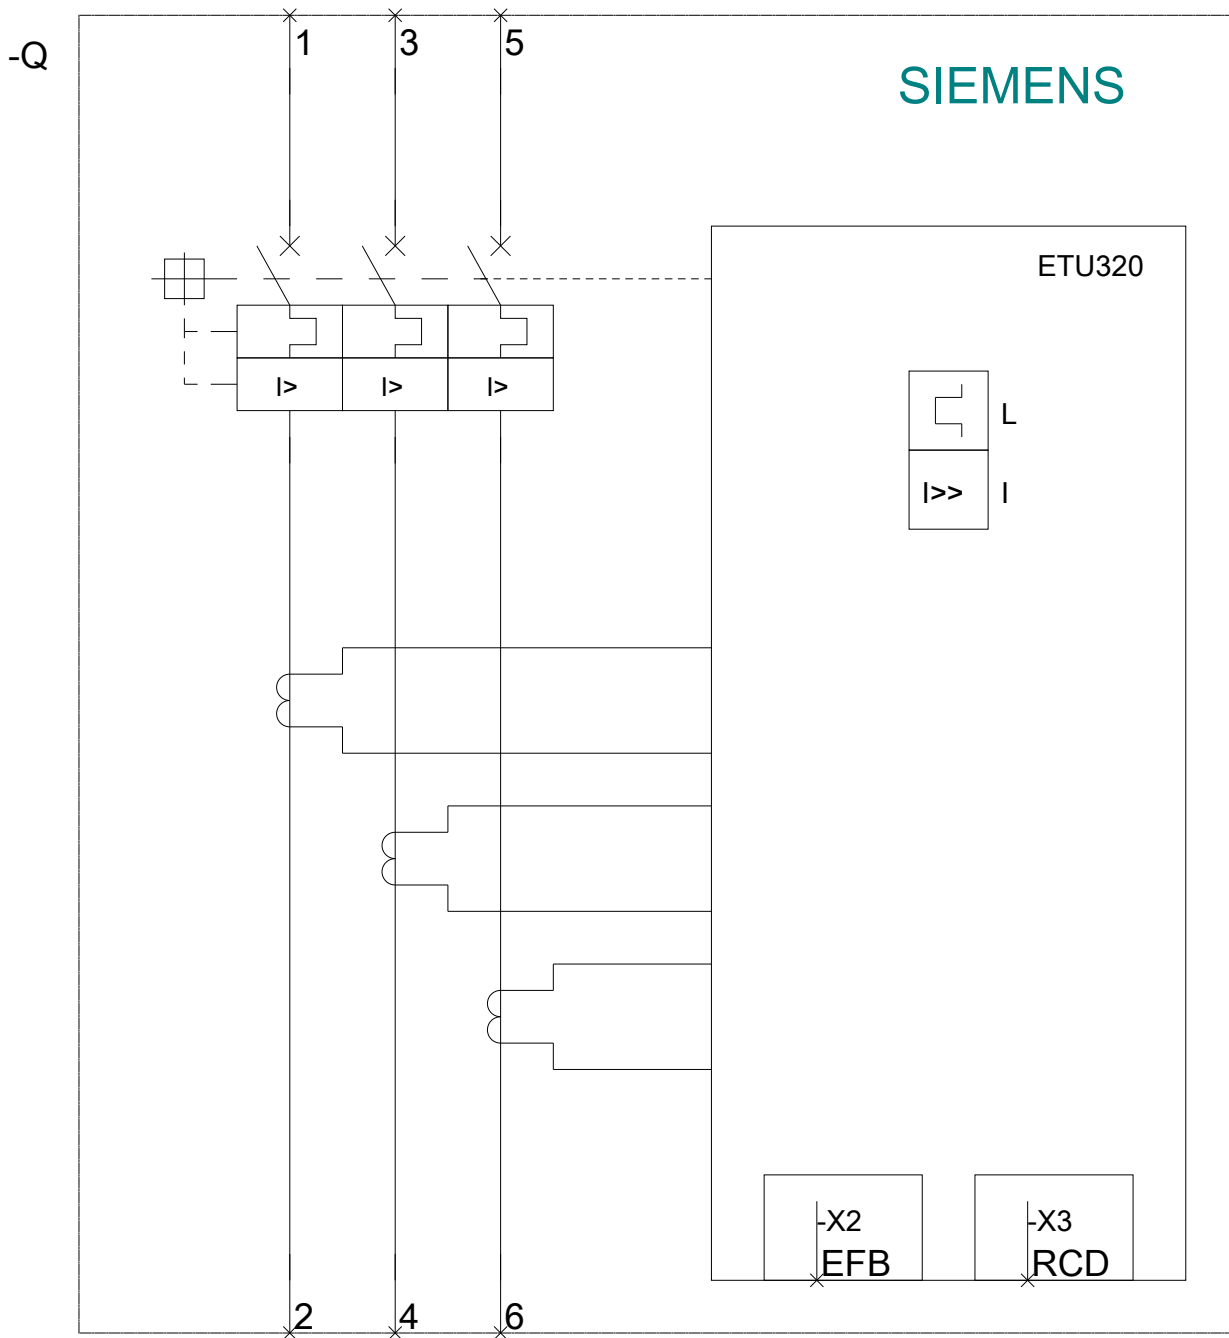 1 3 5
-Q
SIEMENS
ETU320
I> I> I>
L
I>> I
-X2 -X3
EFB RCD
2 4 6